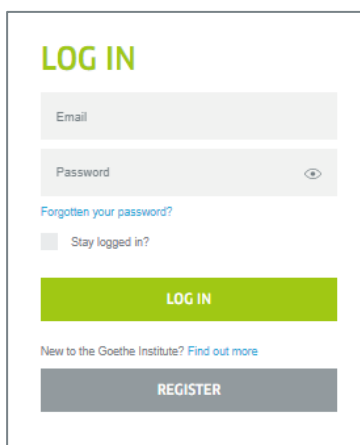 LOG IN
Email
Password
Forgotten your password?
Stay logged in?
LOG IN
New to the Goethe Institute? Find out more
REGISTER